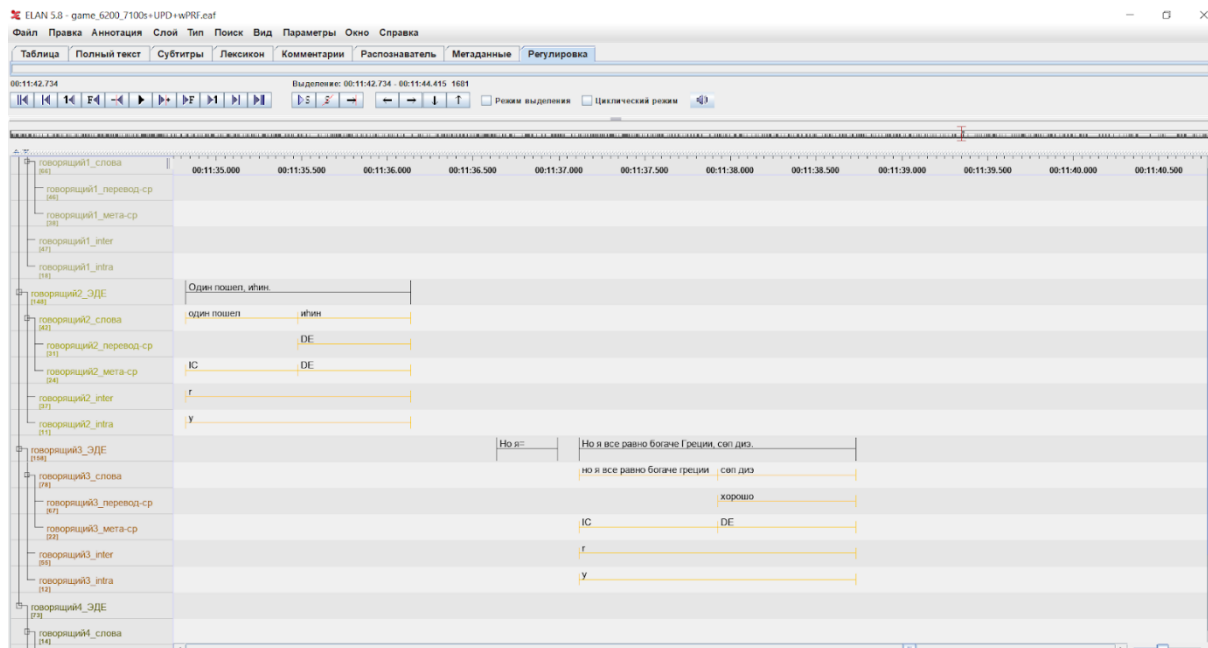 ELAN 5.8 - game_6200_7100s+UPD+wPRF.eaf
Файл Правка Аннотация Слой Тип Поиск Вид Параметры Окно Справка
Таблица Полный текст Субтитры Лексикон Комментарии Распознаватель Метаданные Регулировка
00:11:42.734 Выделение: 00:11:42.734 - 00:11:44.415 1681
Режим выделения Циклический режим
говорящий1_слова 00:11:35.000 00:11:35.500 00:11:36.000 00:11:36.500 00:11:37.000 00:11:37.500 00:11:38.000 00:11:38.500 00:11:39.000 00:11:39.500 00:11:40.000 00:11:40.500
говорящий1_перевод-ср
говорящий1_мета-ср
говорящий1_inter
говорящий1_intra
говорящий2_ЭДЕ Один пошел, иһин.
говорящий2_слова один пошел иһин
говорящий2_перевод-ср DE
говорящий2_мета-ср IC DE
говорящий2_inter r
говорящий2_intra y
говорящий3_ЭДЕ Но я= Но я все равно богаче Греции, сөп диэ.
говорящий3_слова но я все равно богаче греции сөп диэ
говорящий3_перевод-ср хорошо
говорящий3_мета-ср IC DE
говорящий3_inter r
говорящий3_intra y
говорящий4_ЭДЕ
[73]
говорящий4_слова
[14]